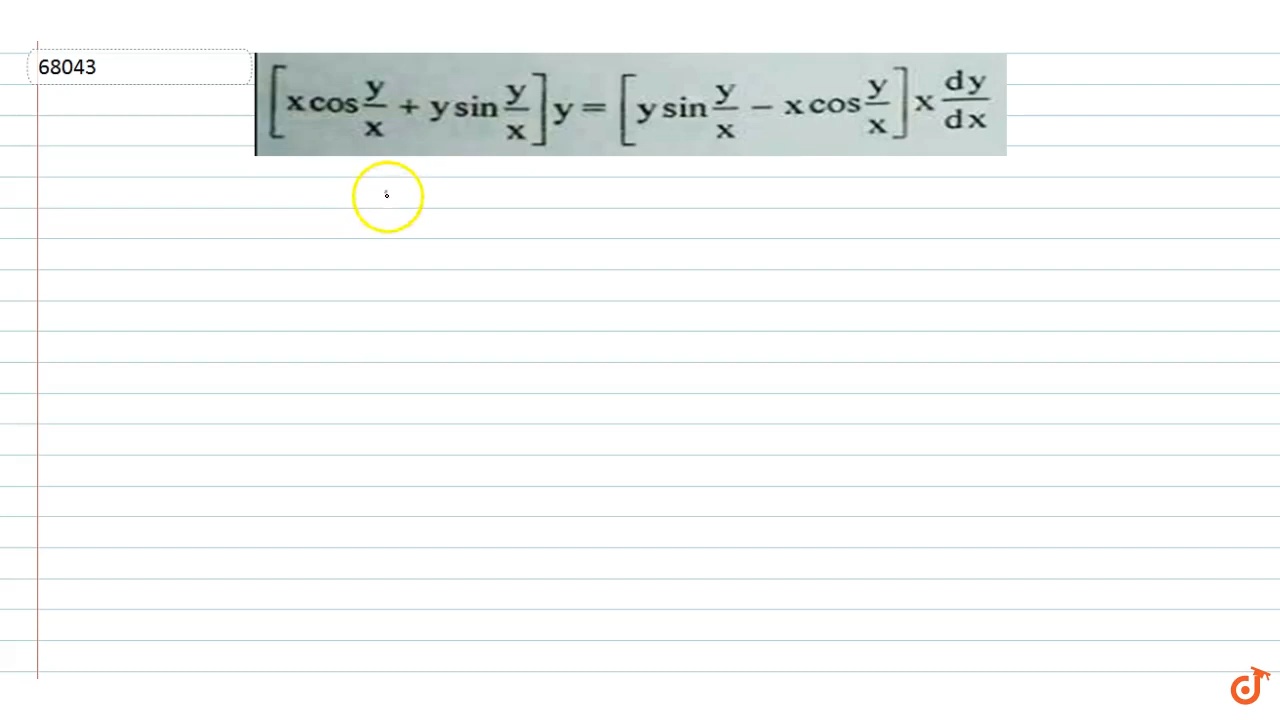 68043
[x cos y/x + y sin y/x] y = [y sin y/x − x cos y/x] x dy/dx